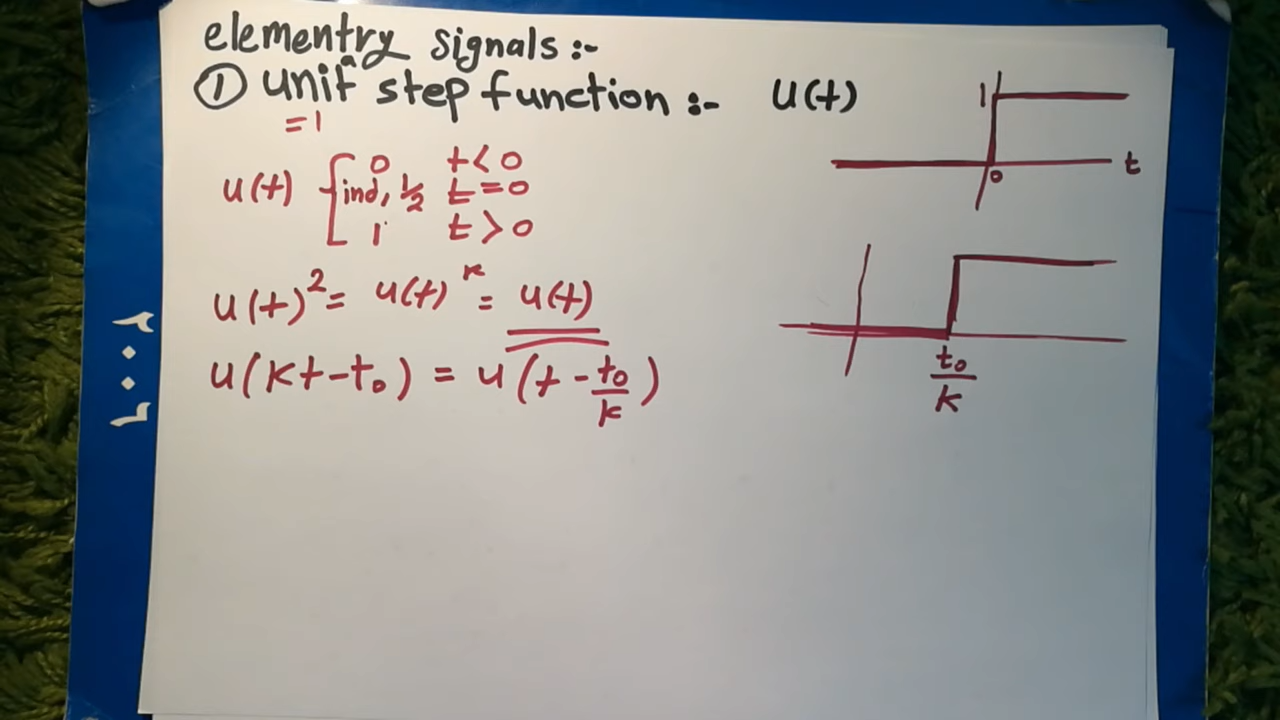 elementry signals :-
① unit step function :- u(t)
= 1
u(t) { 0 t < 0
ind, 1/2 t = 0
1 t > 0
u(t)² = u(t)ᴷ = u(t)
u(kt - t₀) = u(t - t₀/k)
1
0
t
t₀/k